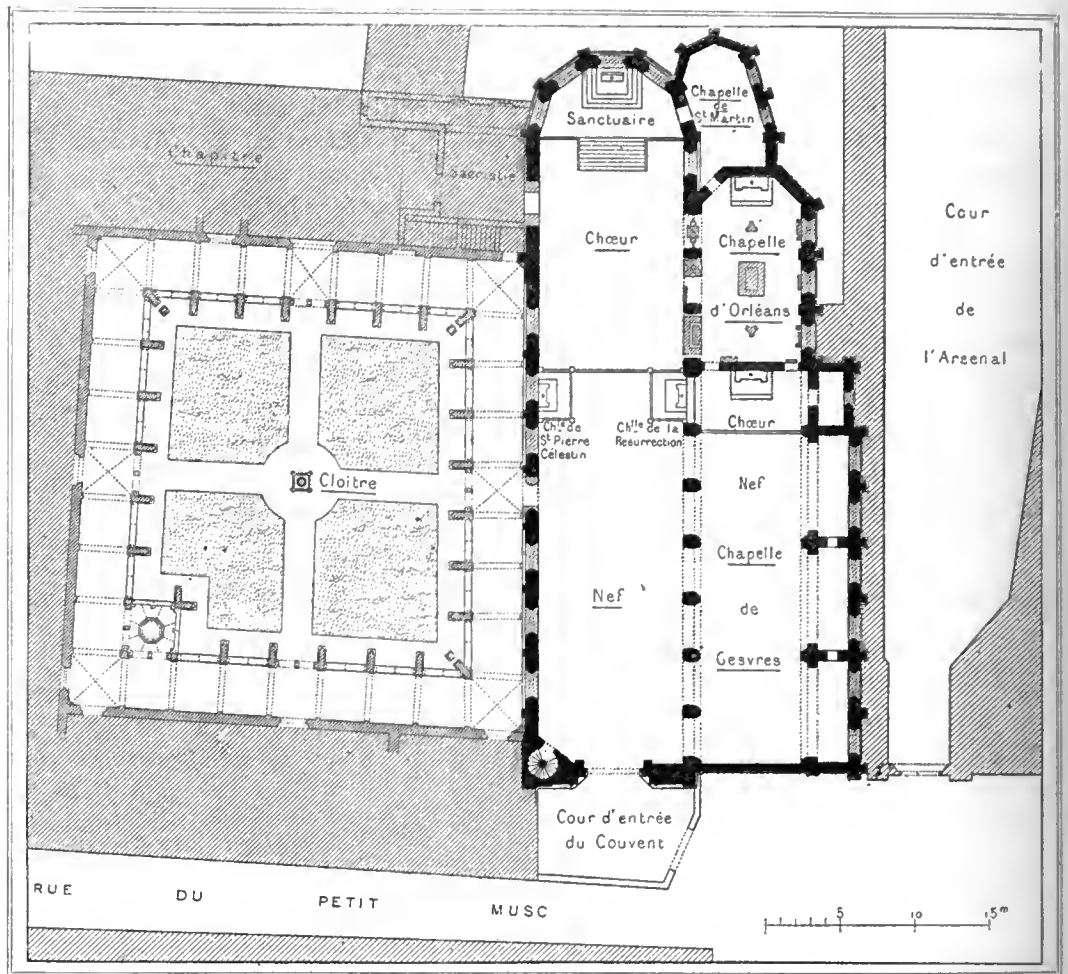 Sanctuaire
Chapelle
de
St Martin
Chapitre
Sacristie
Chœur
Chapelle
d'Orléans
Cour
d'entrée
de
l'Arsenal
Chlle de
St Pierre
Célestin
Chlle de la
Resurrection
Chœur
Cloitre
Nef
Chapelle
de
Gesvres
Nef
Cour d'entrée
du Couvent
RUE DU PETIT MUSC
5 10 15m